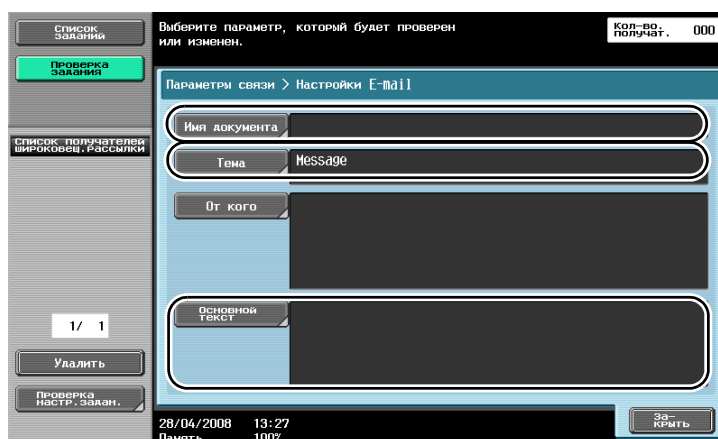 Список
заданий
Выберите параметр, который будет проверен
или изменен.
Кол-во.
получат.
000
Проверка
задания
Параметры связи > Настройки E-mail
Имя документа
Список получателей
широковещ.рассылки
Тема
Message
От кого
Основной
текст
1/ 1
Удалить
Проверка
настр.задан.
28/04/2008 13:27
Память 100%
За-
крыть